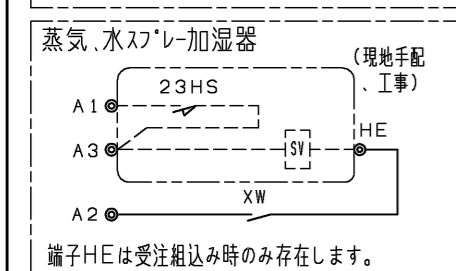 蒸気、水スプレー加湿器
(現地手配
、工事)
23HS
A1
HE
A3
SV
XW
A2
端子HEは受注組込み時のみ存在します。